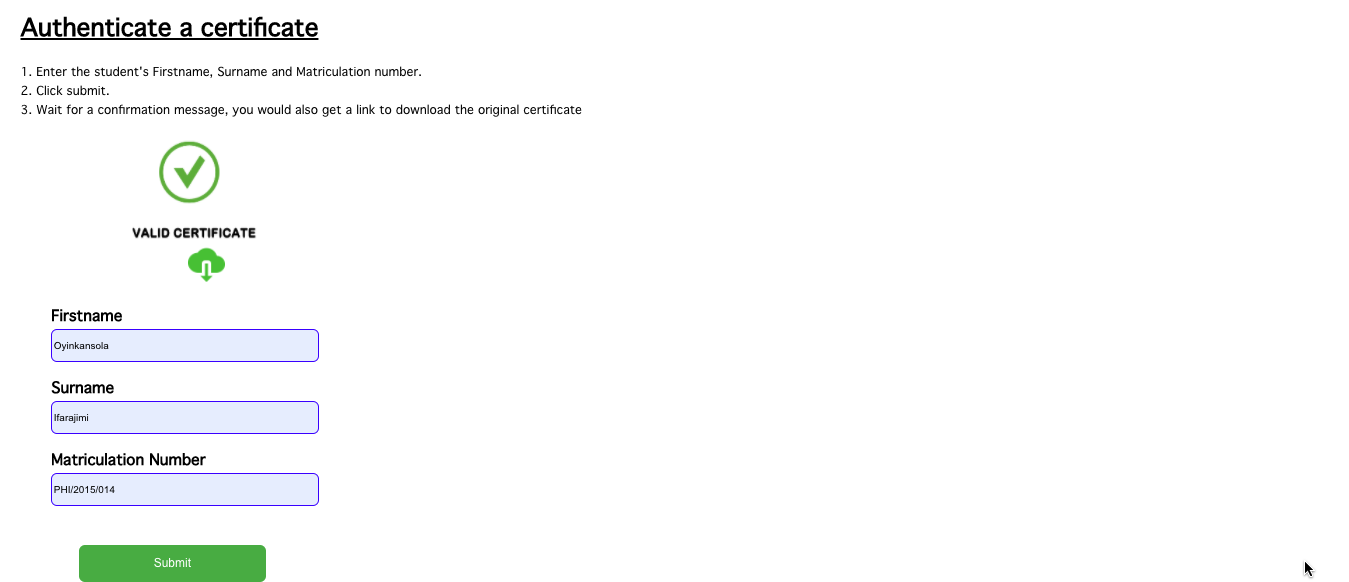 Authenticate a certificate
1. Enter the student's Firstname, Surname and Matriculation number.
2. Click submit.
3. Wait for a confirmation message, you would also get a link to download the original certificate
VALID CERTIFICATE
Firstname
Oyinkansola
Surname
Ifarajimi
Matriculation Number
PHI/2015/014
Submit